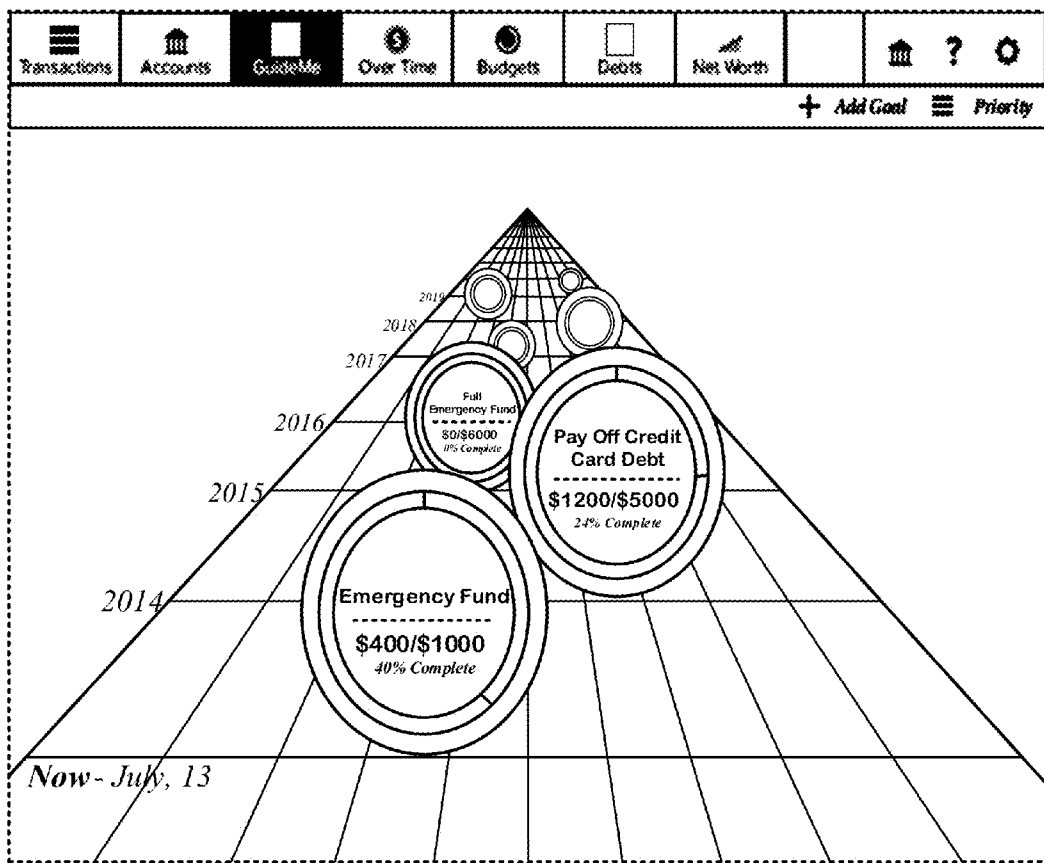 Transactions Accounts GuideMe Over Time Budgets Debts Net Worth ?
+ Add Goal Priority
2019
2018
2017
2016
2015
2014
Full
Emergency Fund
$0/$6000
0% Complete
Pay Off Credit
Card Debt
$1200/$5000
24% Complete
Emergency Fund
$400/$1000
40% Complete
Now - July, 13